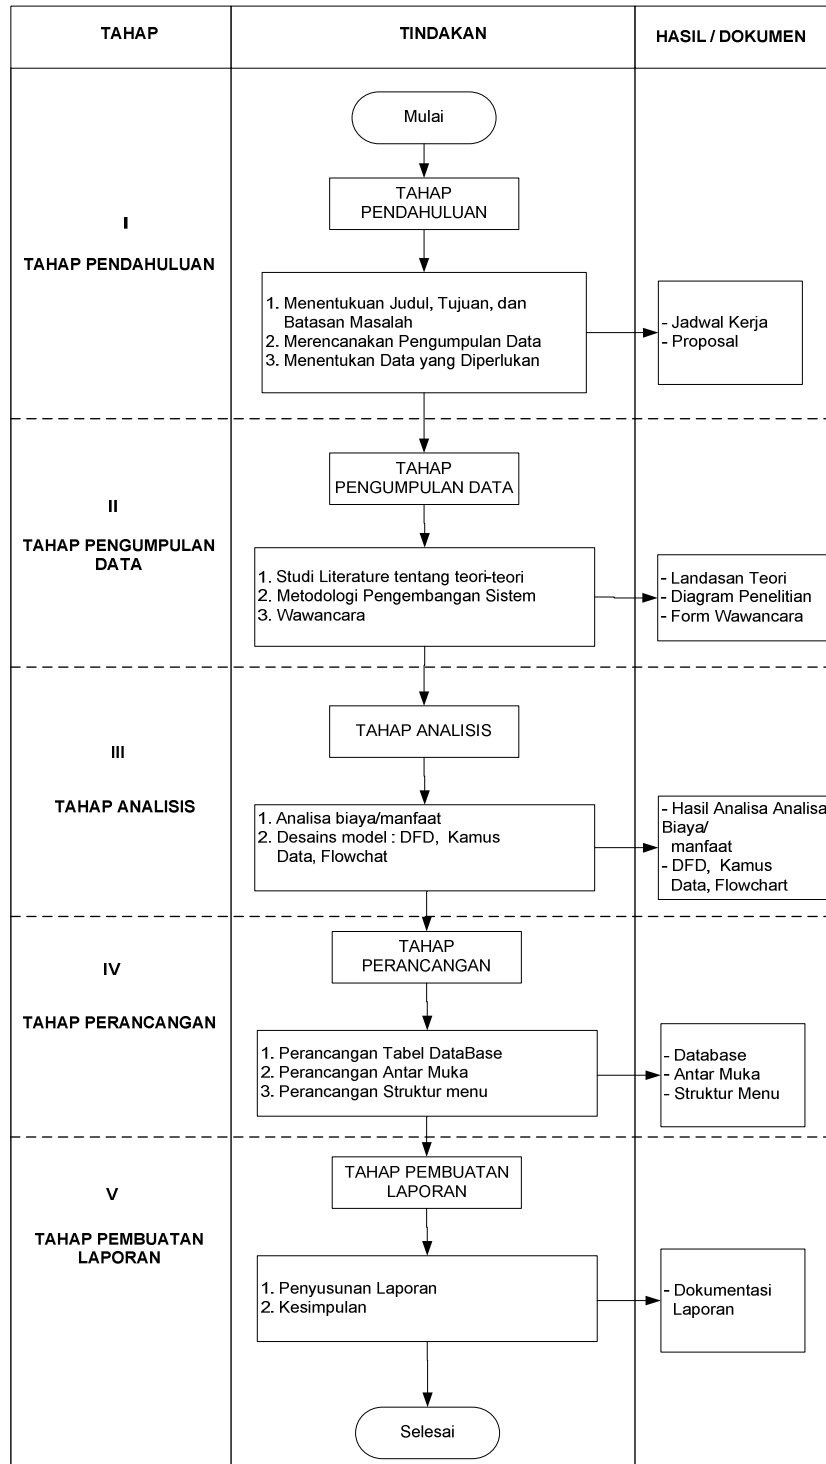 TAHAP
TINDAKAN
HASIL / DOKUMEN
Mulai
I
TAHAP PENDAHULUAN
TAHAP
PENDAHULUAN
1. Menentukuan Judul, Tujuan, dan
Batasan Masalah
2. Merencanakan Pengumpulan Data
3. Menentukan Data yang Diperlukan
- Jadwal Kerja
- Proposal
II
TAHAP PENGUMPULAN
DATA
TAHAP
PENGUMPULAN DATA
1. Studi Literature tentang teori-teori
2. Metodologi Pengembangan Sistem
3. Wawancara
- Landasan Teori
- Diagram Penelitian
- Form Wawancara
III
TAHAP ANALISIS
TAHAP ANALISIS
1. Analisa biaya/manfaat
2. Desains model : DFD, Kamus
Data, Flowchat
- Hasil Analisa Analisa
Biaya/
manfaat
- DFD, Kamus
Data, Flowchart
IV
TAHAP PERANCANGAN
TAHAP
PERANCANGAN
1. Perancangan Tabel DataBase
2. Perancangan Antar Muka
3. Perancangan Struktur menu
- Database
- Antar Muka
- Struktur Menu
V
TAHAP PEMBUATAN
LAPORAN
TAHAP PEMBUATAN
LAPORAN
1. Penyusunan Laporan
2. Kesimpulan
- Dokumentasi
Laporan
Selesai